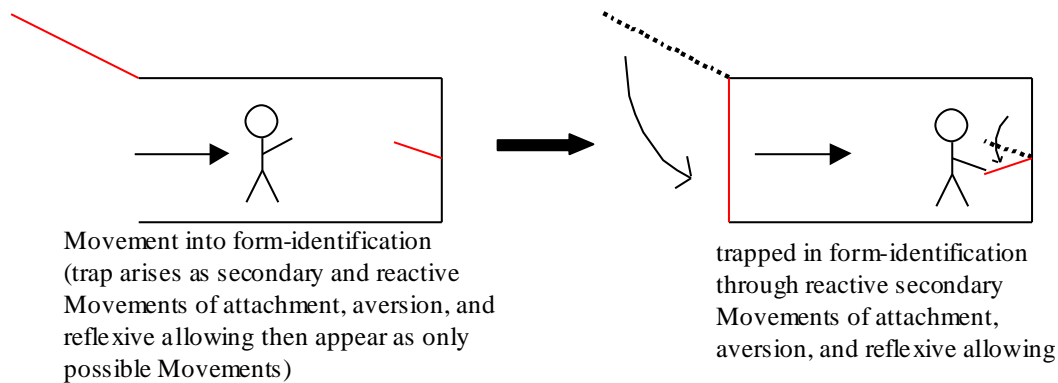 Movement into form-identification
(trap arises as secondary and reactive
Movements of attachment, aversion, and
reflexive allowing then appear as only
possible Movements)
trapped in form-identification
through reactive secondary
Movements of attachment,
aversion, and reflexive allowing